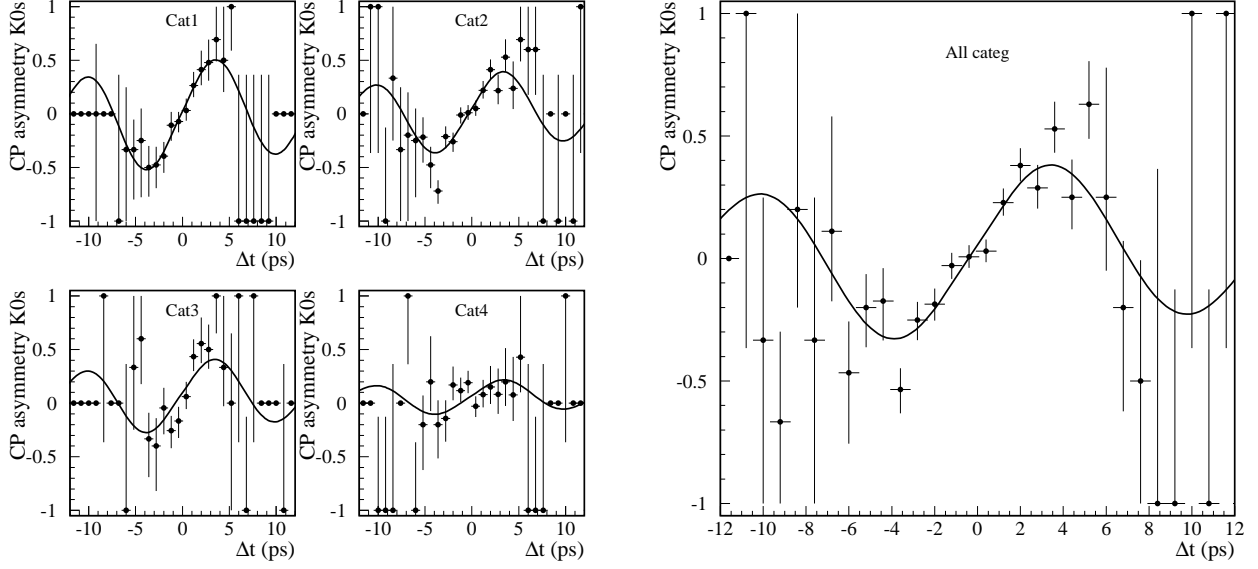 CP asymmetry K0s
Cat1
1
0.5
0
-0.5
-1
-10 -5 0 5 10
Δt (ps)
CP asymmetry K0s
Cat2
1
0.5
0
-0.5
-1
-10 -5 0 5 10
Δt (ps)
CP asymmetry K0s
Cat3
1
0.5
0
-0.5
-1
-10 -5 0 5 10
Δt (ps)
CP asymmetry K0s
Cat4
1
0.5
0
-0.5
-1
-10 -5 0 5 10
Δt (ps)
CP asymmetry K0s
All categ
1
0.5
0
-0.5
-1
-12 -10 -8 -6 -4 -2 0 2 4 6 8 10 12
Δt (ps)